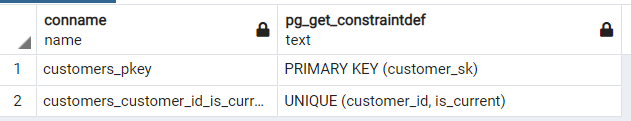 conname
name
pg_get_constraintdef
text
1 customers_pkey PRIMARY KEY (customer_sk)
2 customers_customer_id_is_curr... UNIQUE (customer_id, is_current)